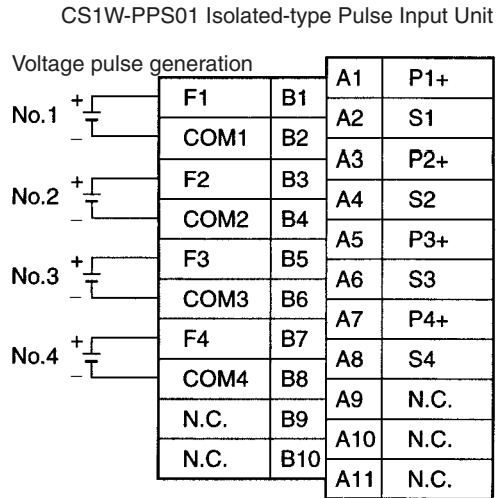 CS1W-PPS01 Isolated-type Pulse Input Unit
Voltage pulse generation
No.1 + −
No.2 + −
No.3 + −
No.4 + −
F1 B1
COM1 B2
F2 B3
COM2 B4
F3 B5
COM3 B6
F4 B7
COM4 B8
N.C. B9
N.C. B10
A1 P1+
A2 S1
A3 P2+
A4 S2
A5 P3+
A6 S3
A7 P4+
A8 S4
A9 N.C.
A10 N.C.
A11 N.C.